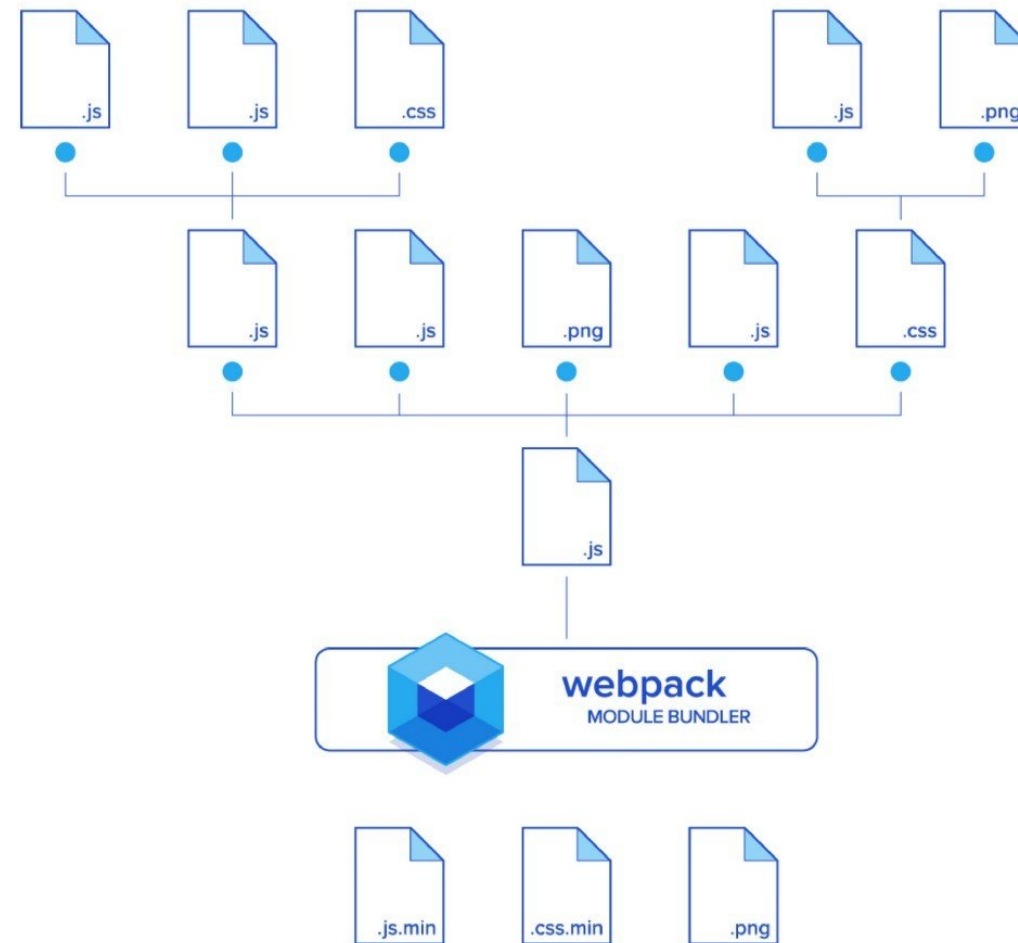 .js
.js
.css
.js
.png
.js
.js
.png
.js
.css
.js
webpack
MODULE BUNDLER
.js.min
.css.min
.png